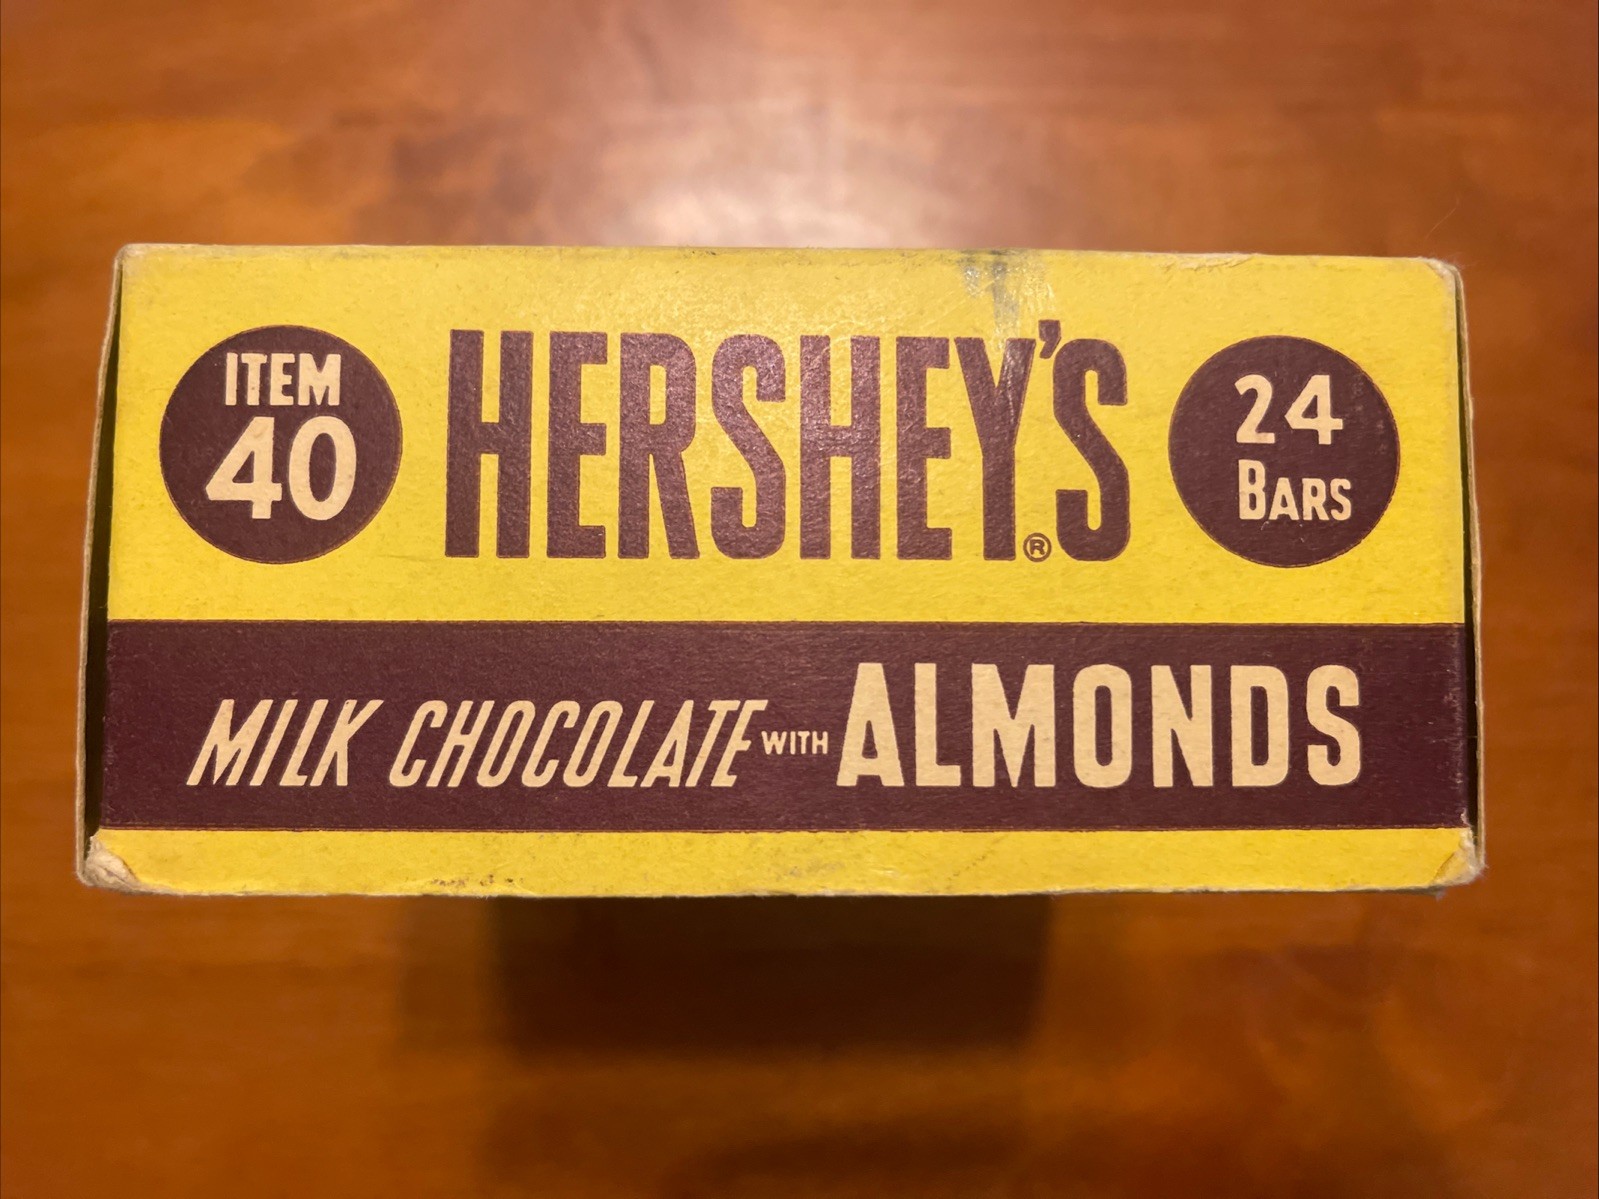 ITEM
40
HERSHEY'S®
24
BARS
MILK CHOCOLATE WITH ALMONDS